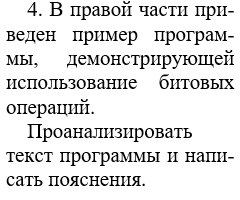 4. В правой части при-
веден пример програм-
мы, демонстрирующей
использование битовых
операций.
Проанализировать
текст программы и напи-
сать пояснения.